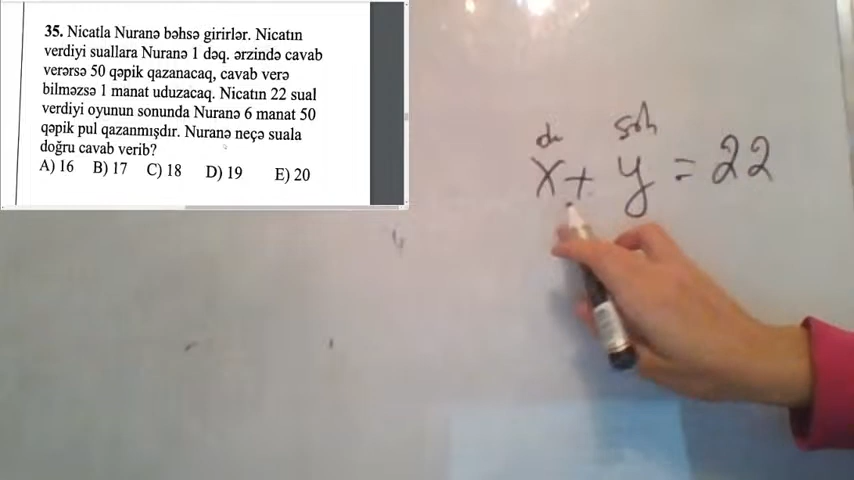 35. Nicatla Nuranə bəhsə girirlər. Nicatın
verdiyi suallara Nuranə 1 dəq. ərzində cavab
verərsə 50 qəpik qazanacaq, cavab verə
bilməzsə 1 manat uduzacaq. Nicatın 22 sual
verdiyi oyunun sonunda Nuranə 6 manat 50
qəpik pul qazanmışdır. Nuranə neçə suala
doğru cavab verib?
A) 16 B) 17 C) 18 D) 19 E) 20
x + y = 22